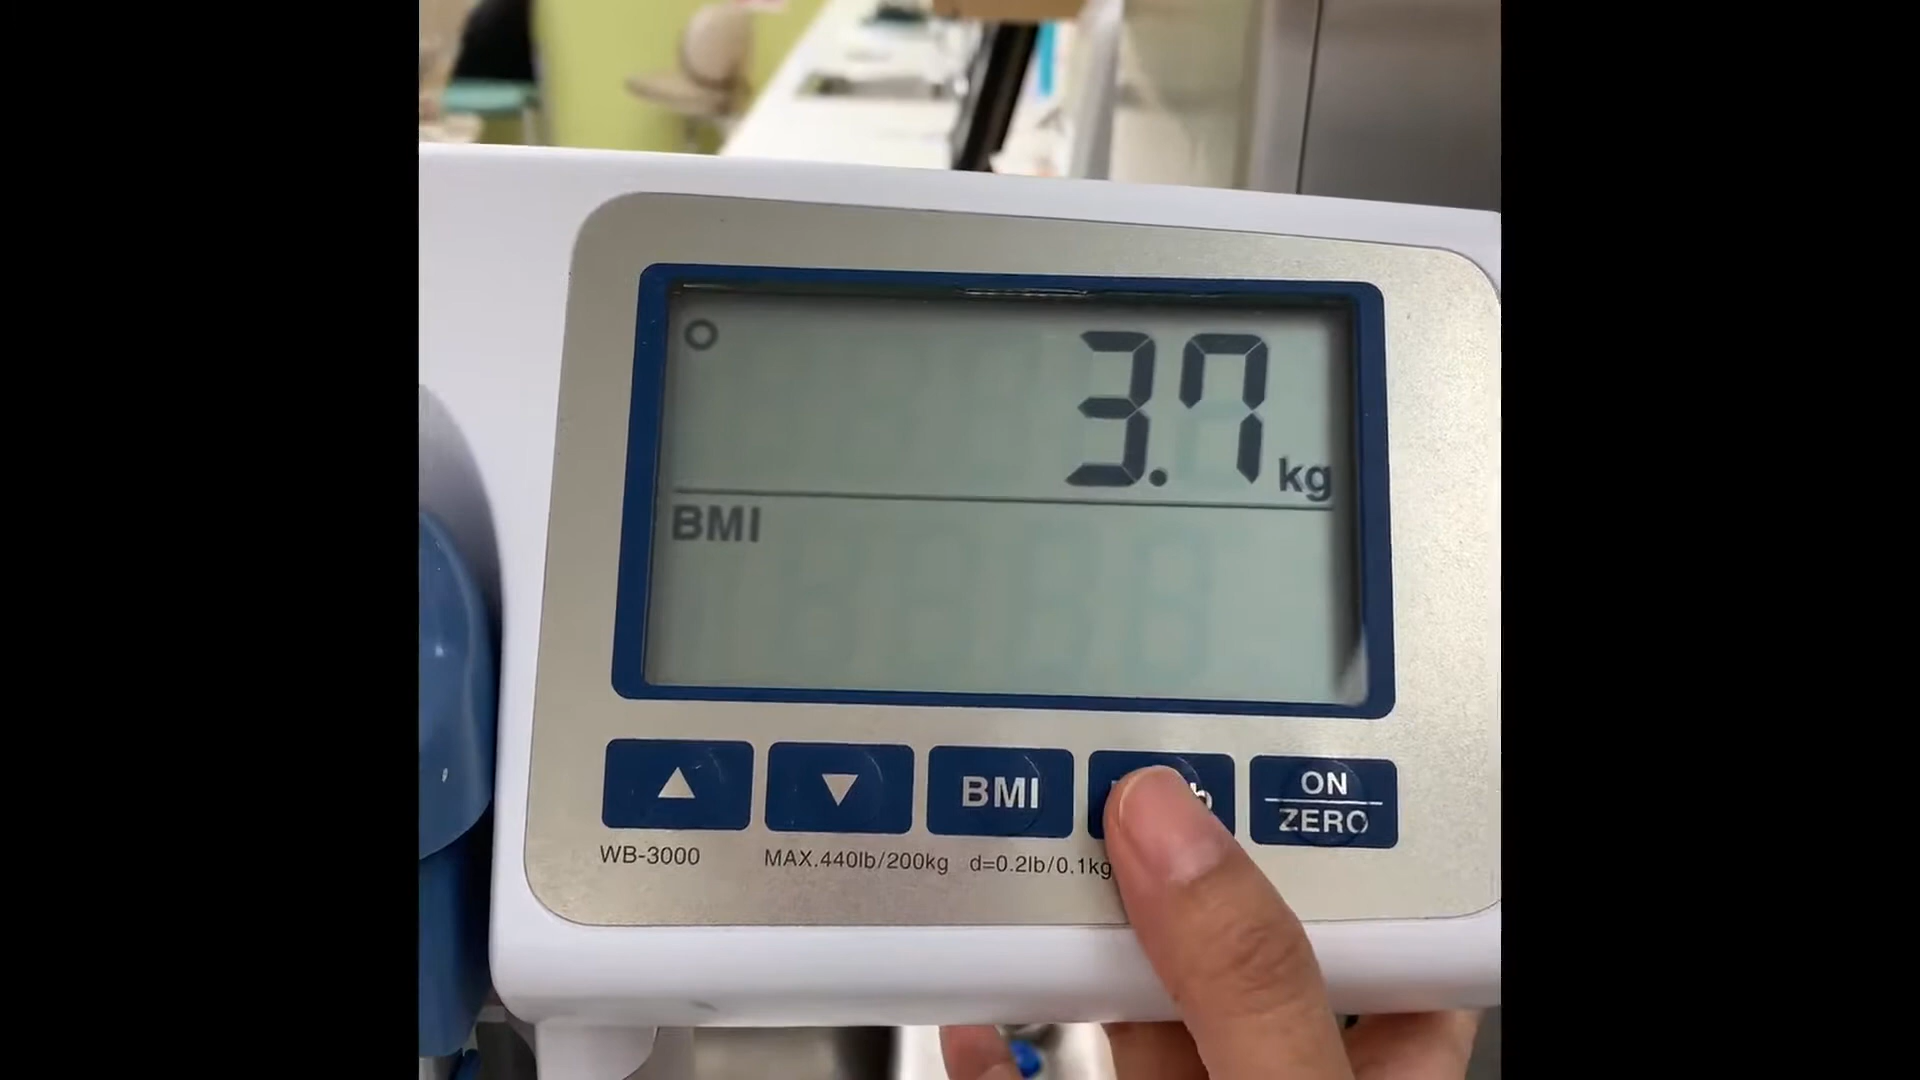 3.7 kg
BMI
BMI
ON
ZERO
WB-3000 MAX.440lb/200kg d=0.2lb/0.1kg